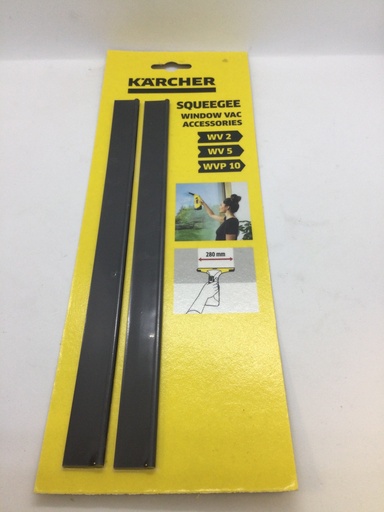 KÄRCHER
SQUEEGEE
WINDOW VAC
ACCESSORIES
WV 2
WV 5
WVP 10
280 mm